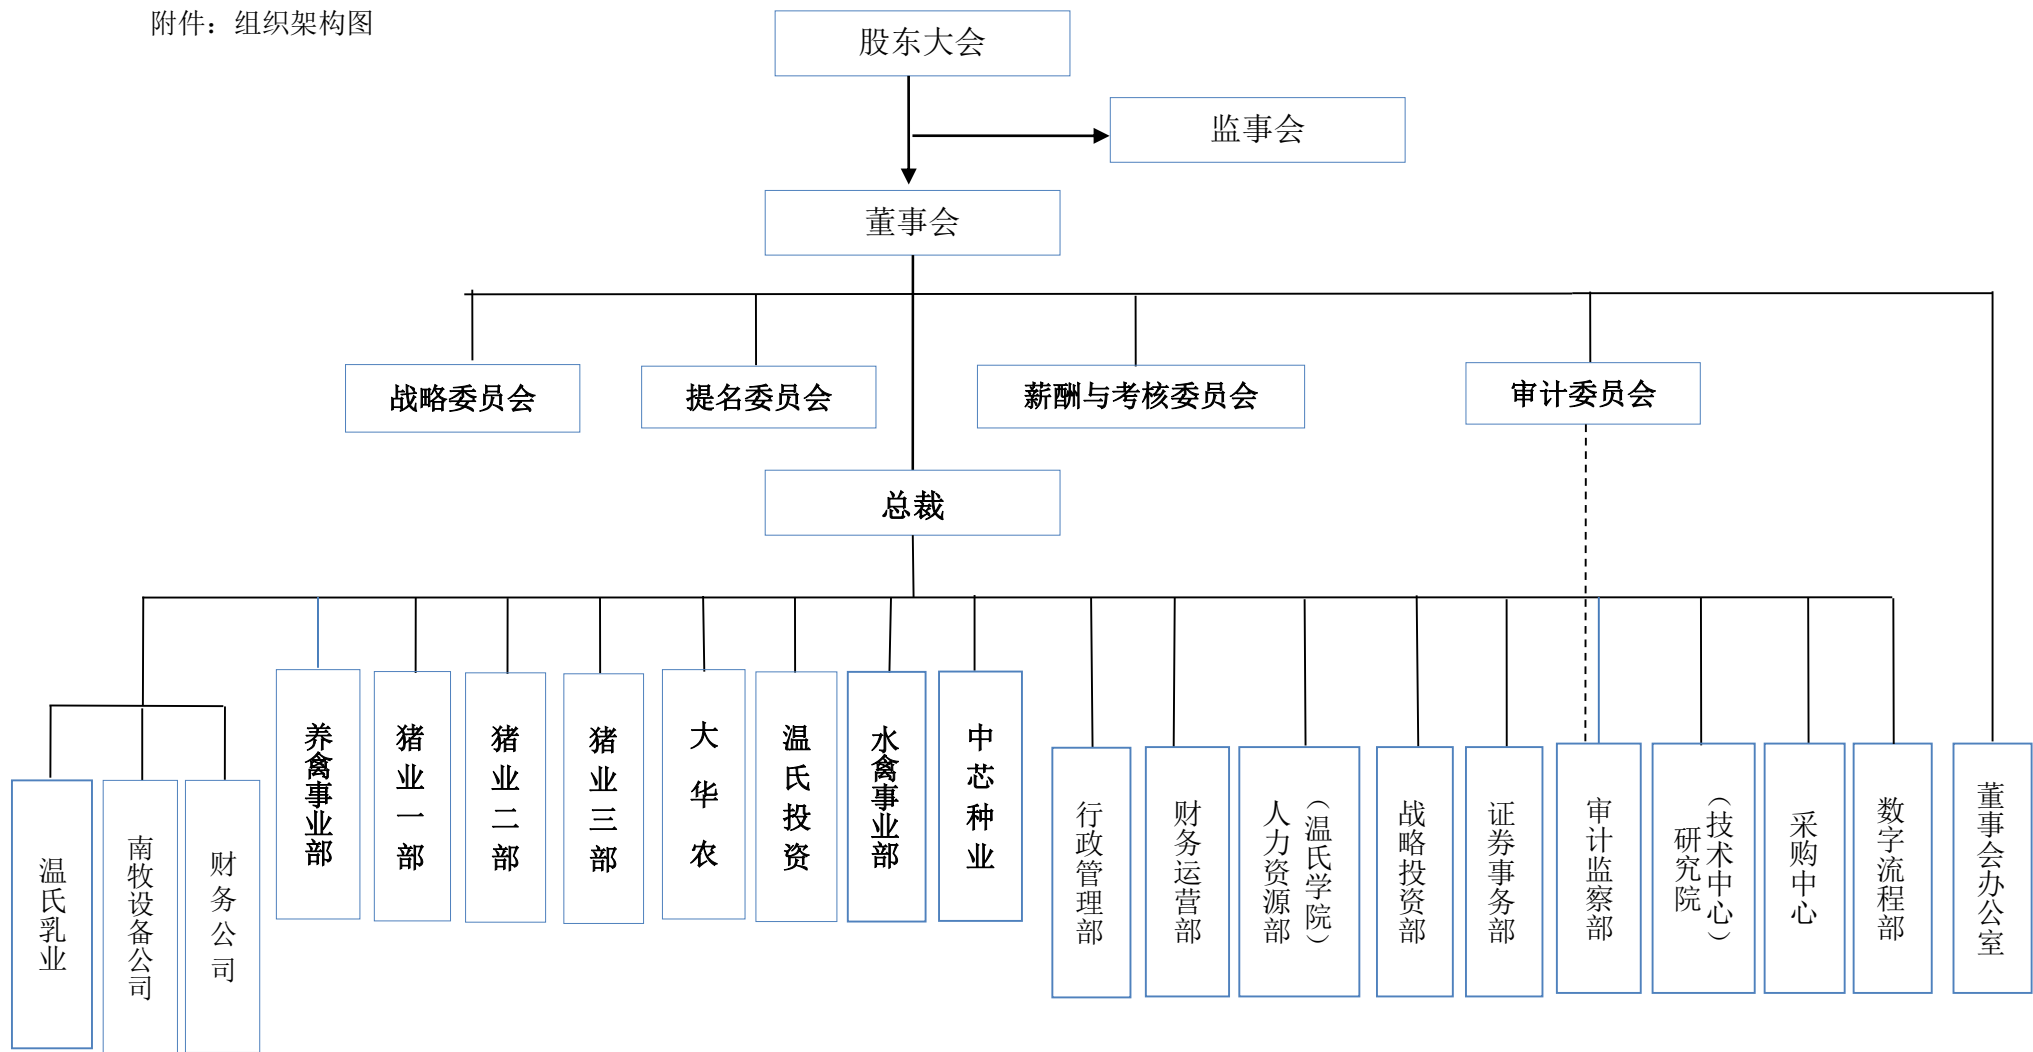 附件：组织架构图
股东大会
监事会
董事会
战略委员会
提名委员会
薪酬与考核委员会
审计委员会
总裁
温氏乳业
南牧设备公司
财务公司
养禽事业部
猪业一部
猪业二部
猪业三部
大华农
温氏投资
水禽事业部
中芯种业
行政管理部
财务运营部
人力资源部
（温氏学院）
战略投资部
证券事务部
审计监察部
研究院
（技术中心）
采购中心
数字流程部
董事会办公室